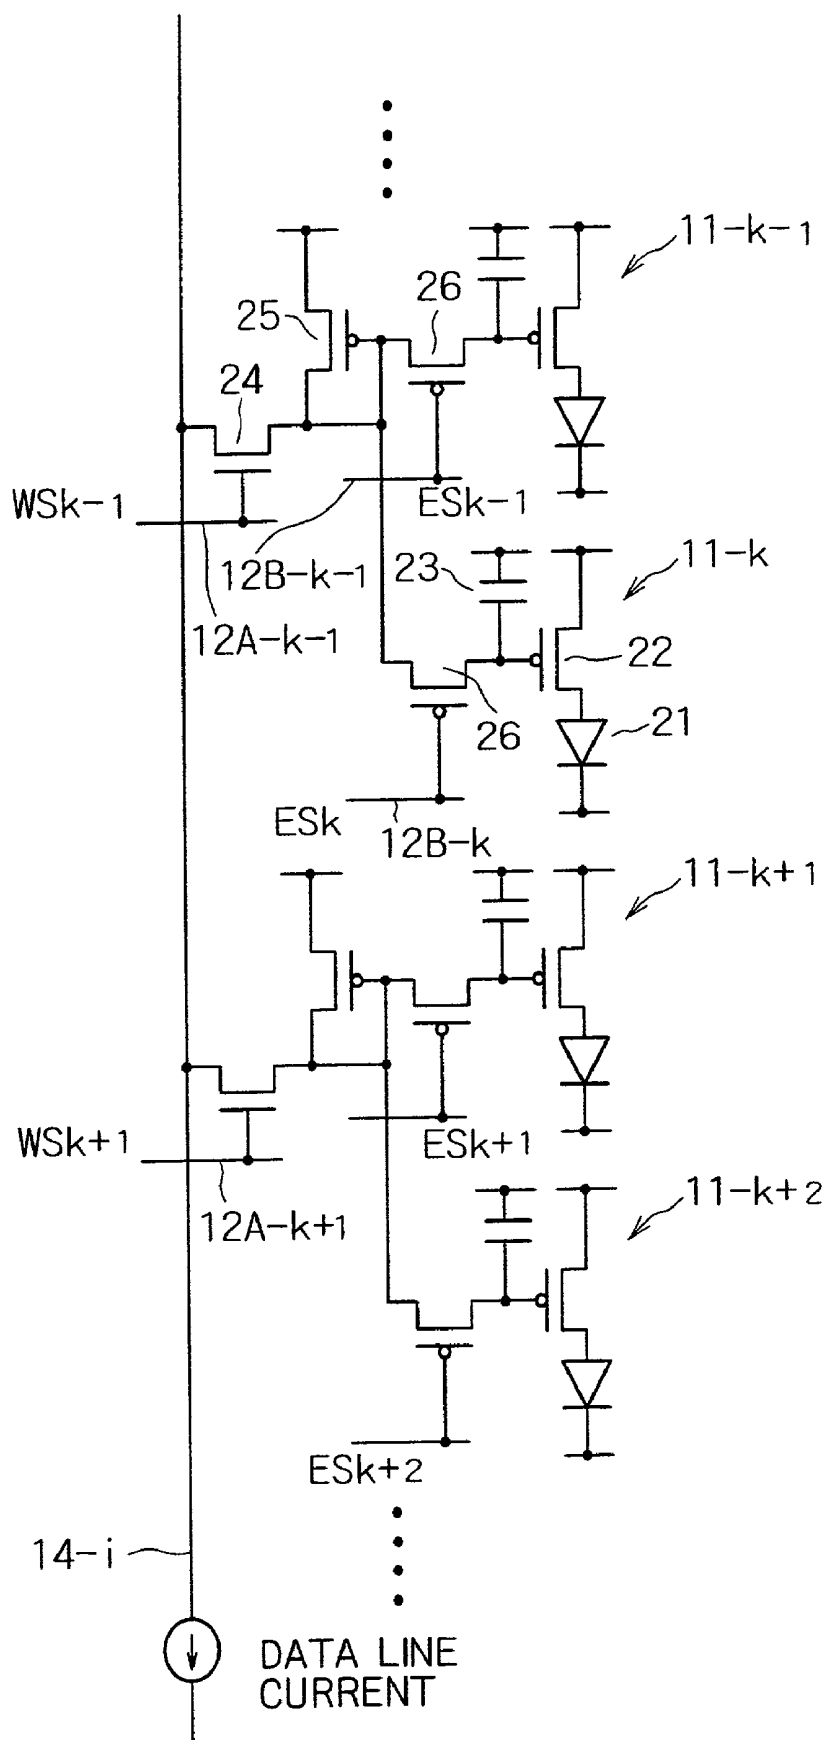 11-k-1
26
25
24
WSk-1
ESk-1
12B-k-1
12A-k-1
11-k
23
22
26
21
ESk
12B-k
11-k+1
WSk+1
ESk+1
12A-k+1
11-k+2
ESk+2
14-i
DATA LINE
CURRENT